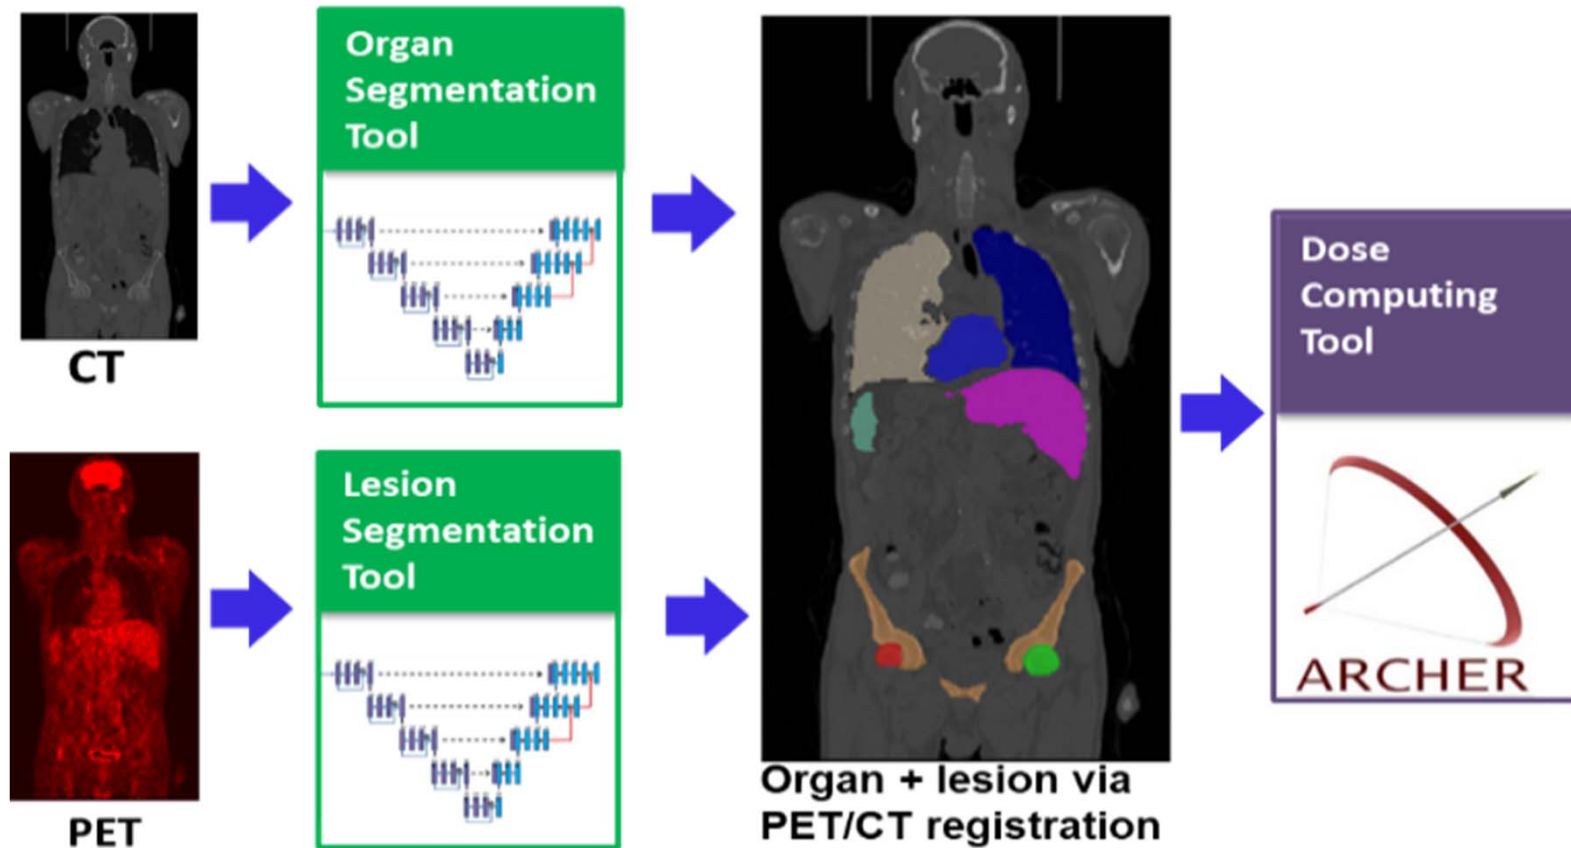 CT
Organ
Segmentation
Tool
PET
Lesion
Segmentation
Tool
Organ + lesion via
PET/CT registration
Dose
Computing
Tool
ARCHER